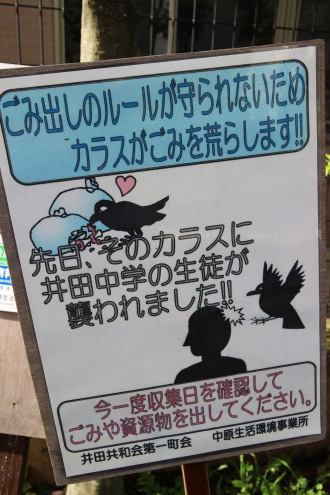 ごみ出しのルールが守られないため
カラスがごみを荒らします!!
先日、そのカラスに
井田中学の生徒が
襲われました!!
今一度収集日を確認して
ごみや資源物を出してください。
井田共和会第一町会　中原生活環境事業所